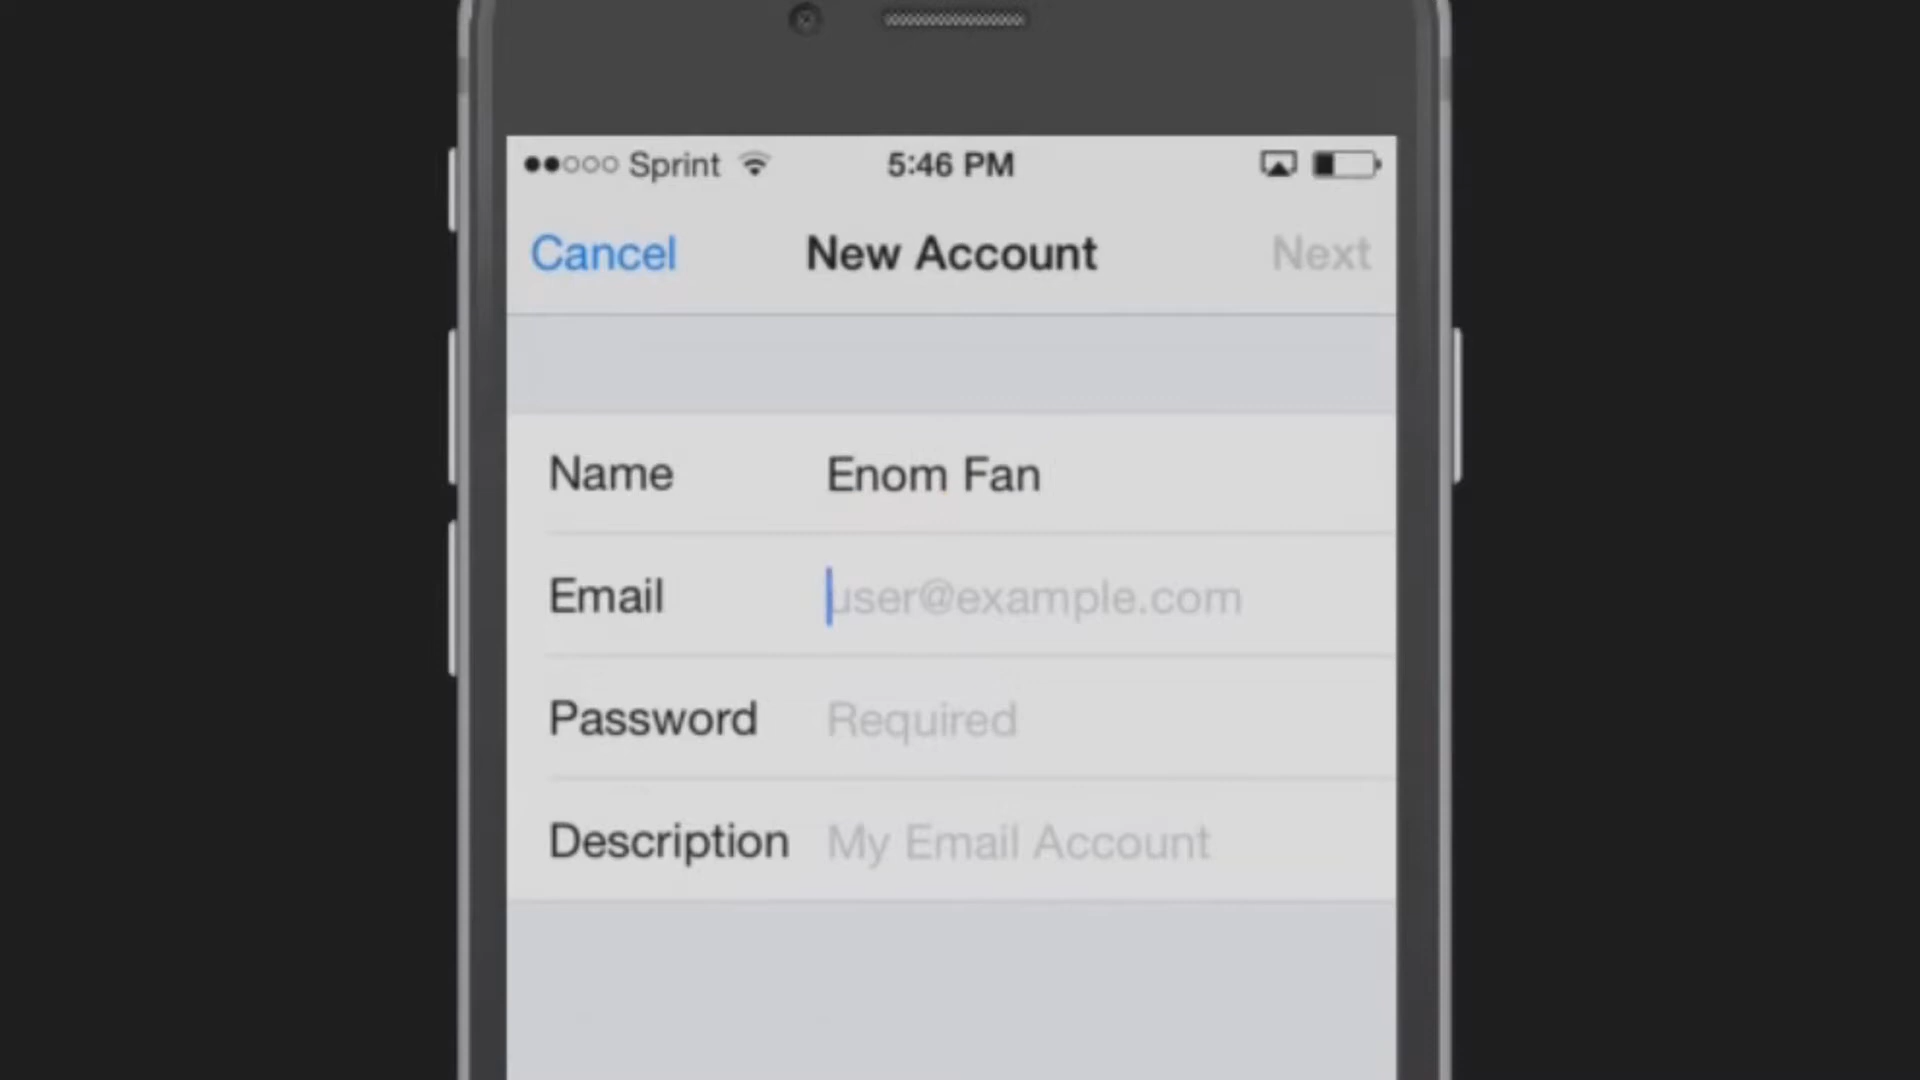 Sprint 5:46 PM
Cancel New Account Next
Name Enom Fan
Email user@example.com
Password Required
Description My Email Account